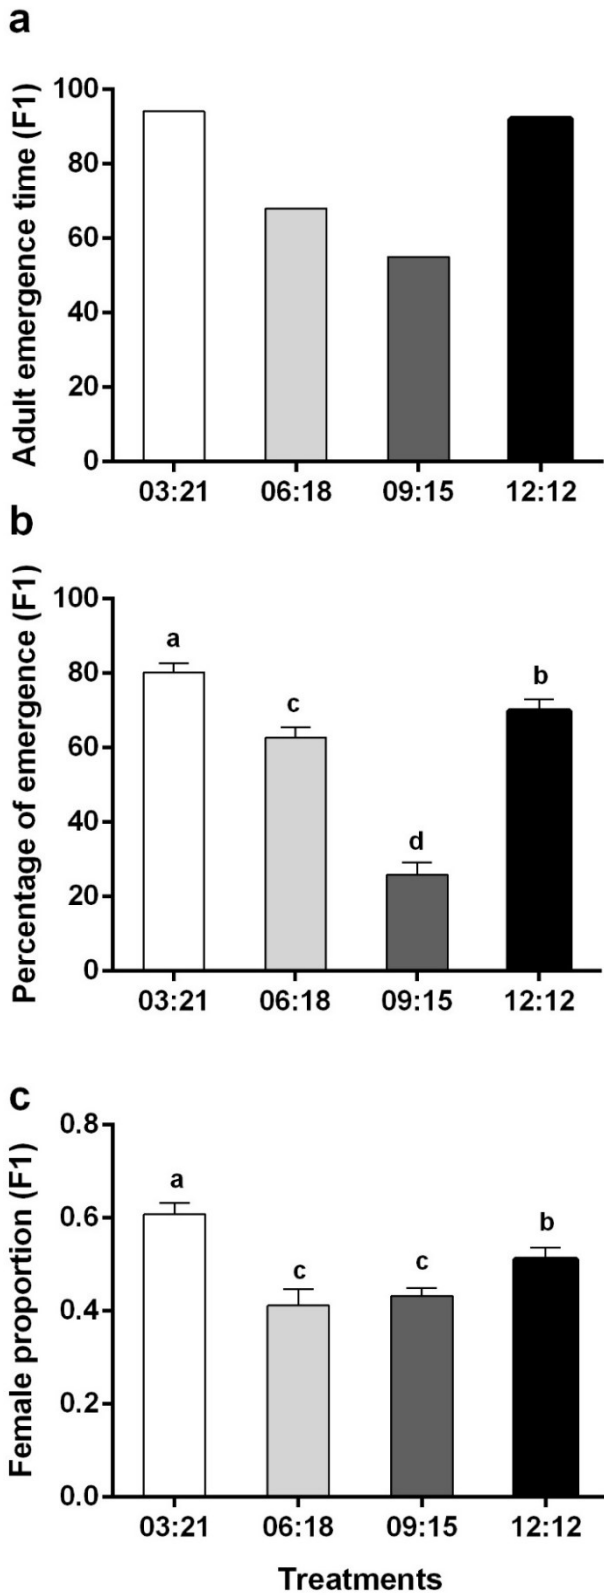 a
Adult emergence time (F1)
100
80
60
40
20
0
03:21 06:18 09:15 12:12
b
Percentage of emergence (F1)
100
80
60
40
20
0
a
c
d
b
03:21 06:18 09:15 12:12
c
Female proportion (F1)
0.8
0.6
0.4
0.2
0.0
a
c
c
b
03:21 06:18 09:15 12:12
Treatments